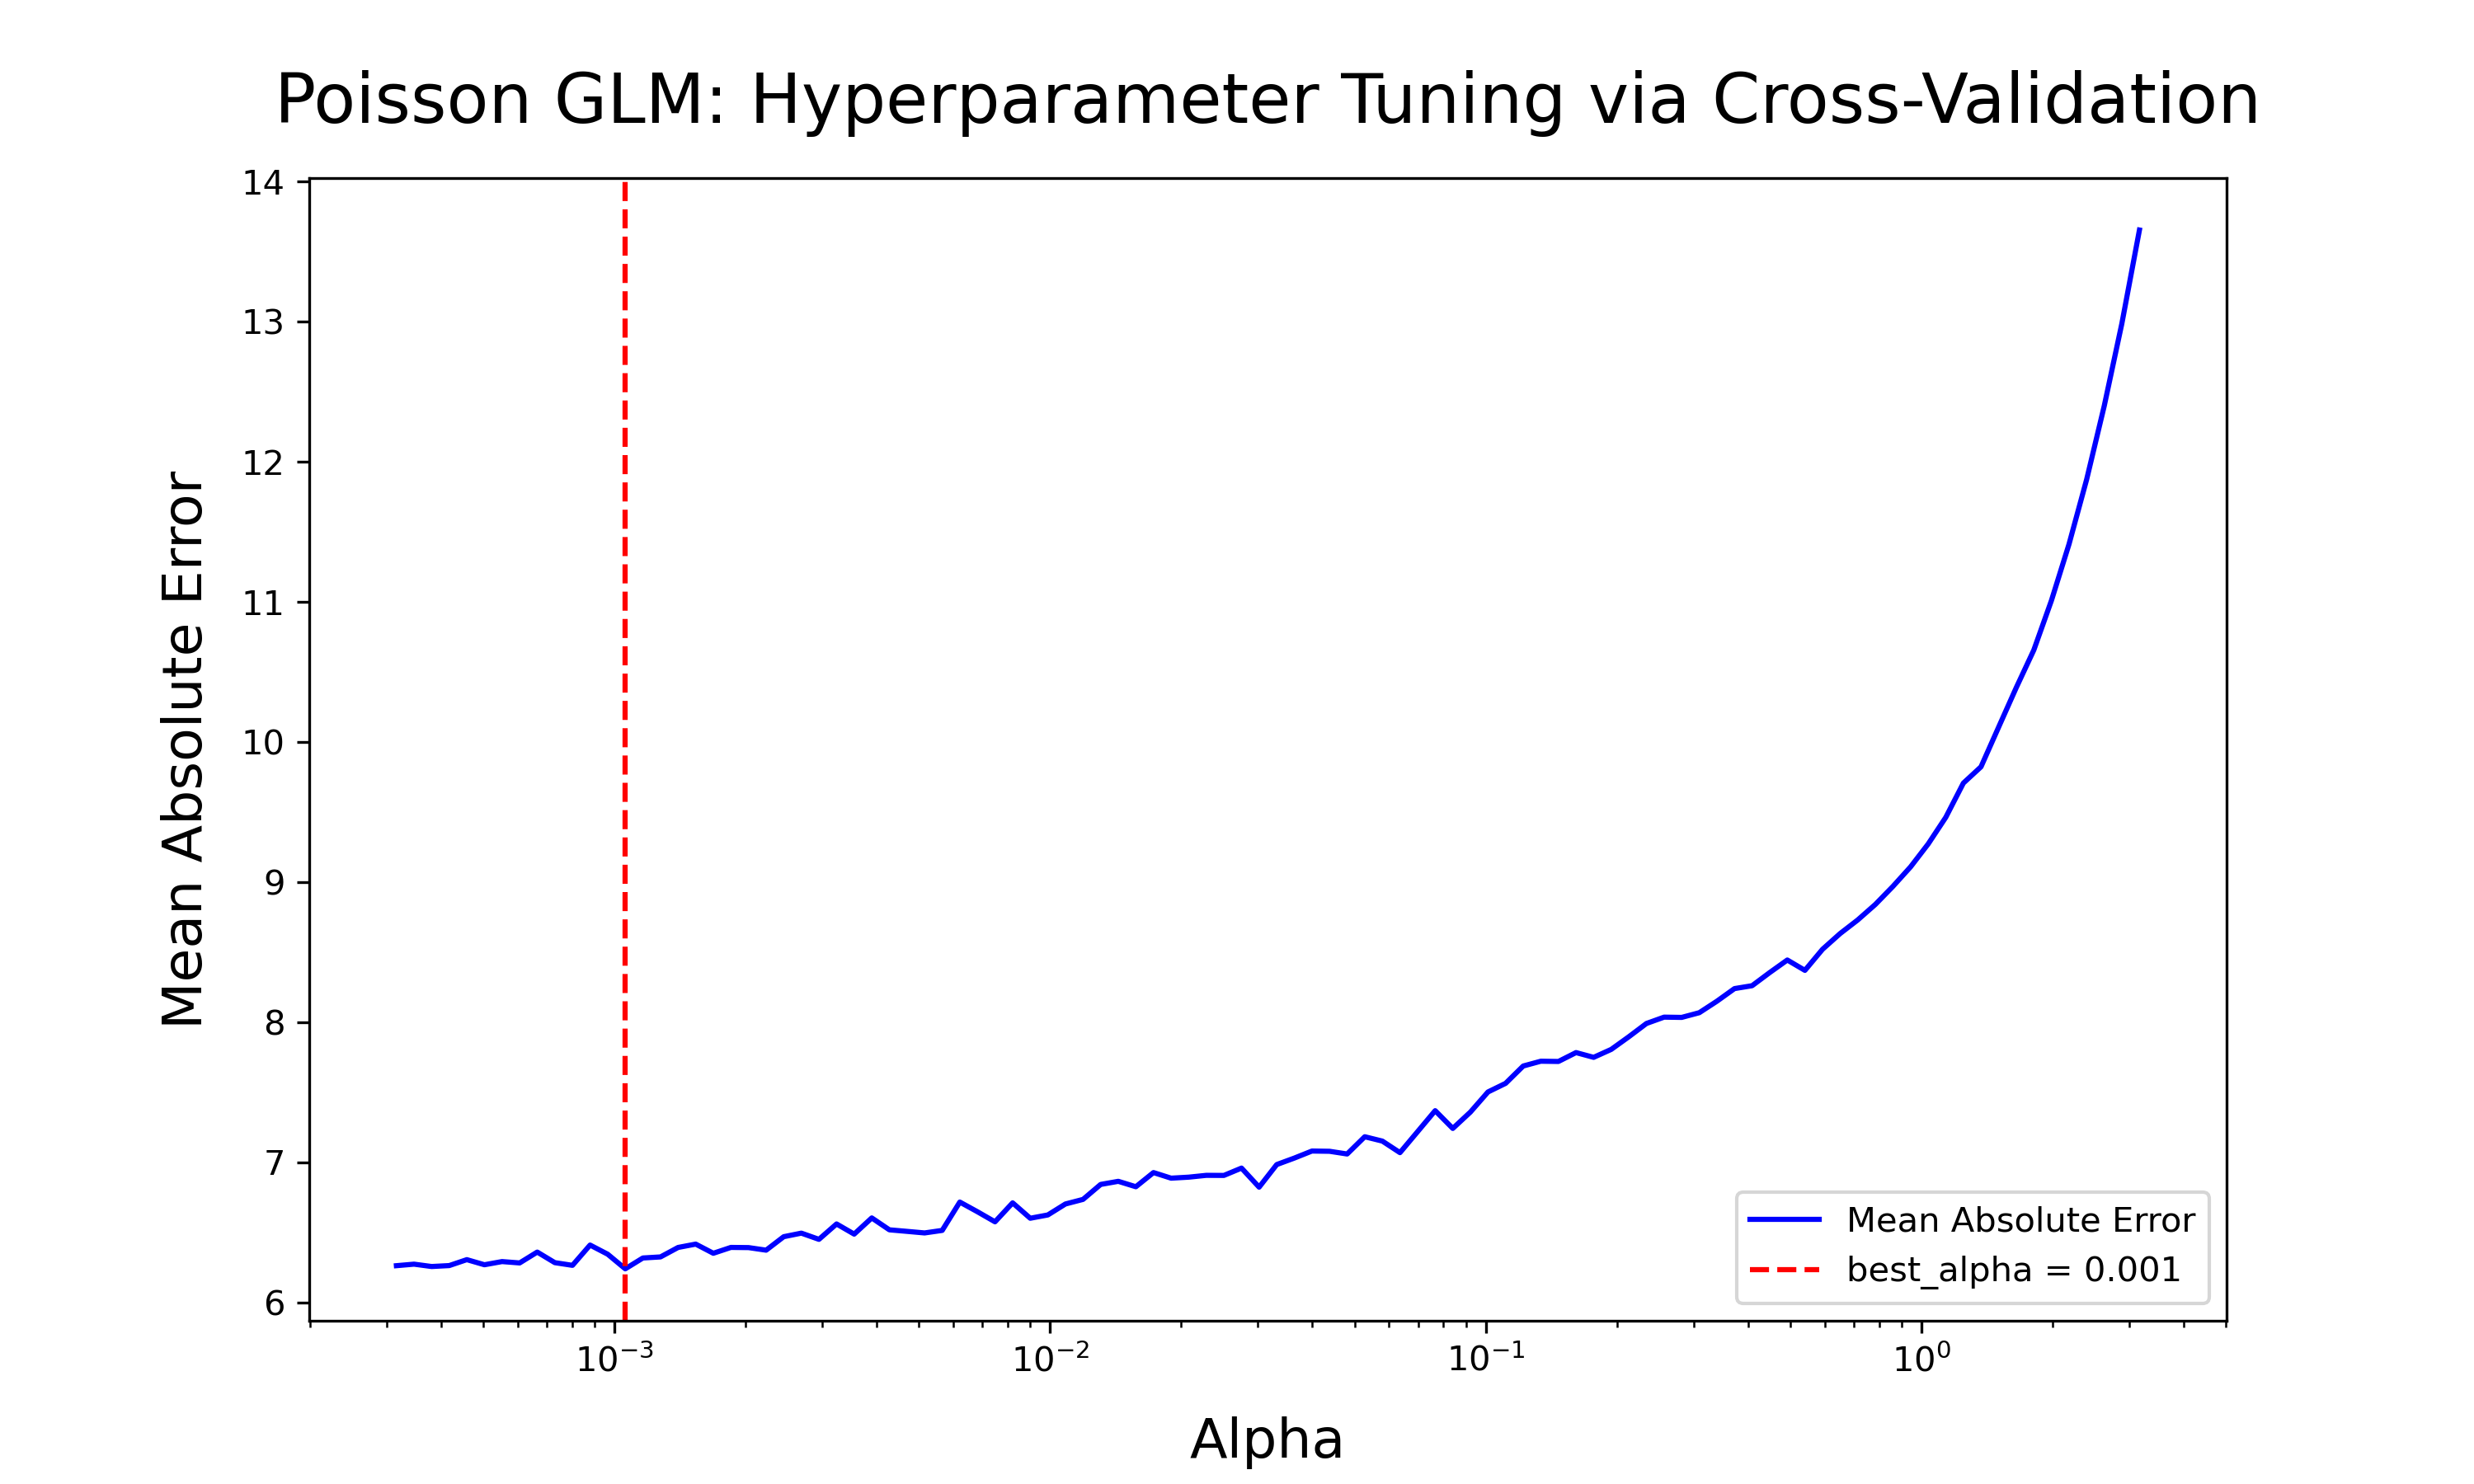 Poisson GLM: Hyperparameter Tuning via Cross-Validation
14
13
12
11
10
9
8
7
6
Mean Absolute Error
Mean Absolute Error
best_alpha = 0.001
10⁻³ 10⁻² 10⁻¹ 10⁰
Alpha